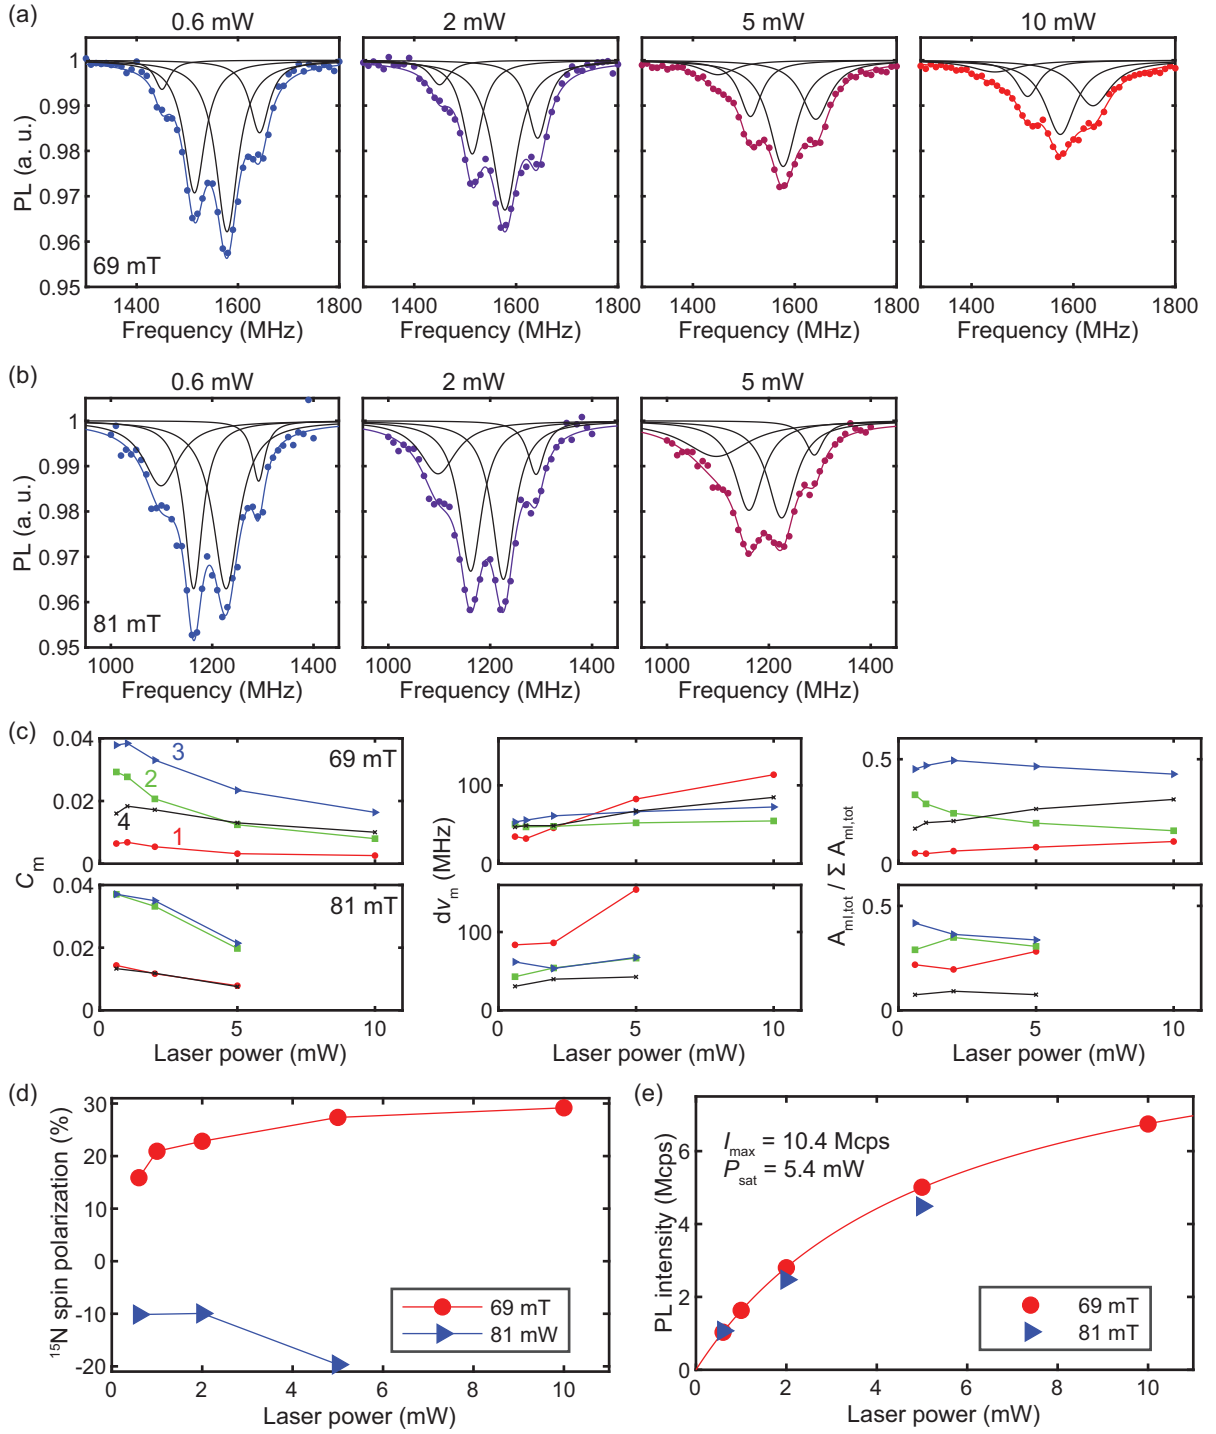 (a)
0.6 mW
2 mW
5 mW
10 mW
PL (a. u.)
1
0.99
0.98
0.97
0.96
0.95
69 mT
1400 1600 1800
1400 1600 1800
1400 1600 1800
1400 1600 1800
Frequency (MHz)
Frequency (MHz)
Frequency (MHz)
Frequency (MHz)
(b)
0.6 mW
2 mW
5 mW
PL (a.u.)
1
0.99
0.98
0.97
0.96
0.95
81 mT
1000 1200 1400
1000 1200 1400
1000 1200 1400
Frequency (MHz)
Frequency (MHz)
Frequency (MHz)
(c)
C_m
0.04
0.02
0
69 mT
3
2
4
1
0.04
0.02
0
81 mT
0 5 10
Laser power (mW)
dν_m (MHz)
100
0
100
0
0 5 10
Laser power (mW)
A_ml,tot / Σ A_ml,tot
0.5
0
0.5
0
0 5 10
Laser power (mW)
(d)
¹⁵N spin polarization (%)
30
20
10
0
-10
-20
69 mT
81 mW
0 2 4 6 8 10
Laser power (mW)
(e)
PL intensity (Mcps)
6
4
2
0
I_max = 10.4 Mcps
P_sat = 5.4 mW
69 mT
81 mT
0 2 4 6 8 10
Laser power (mW)